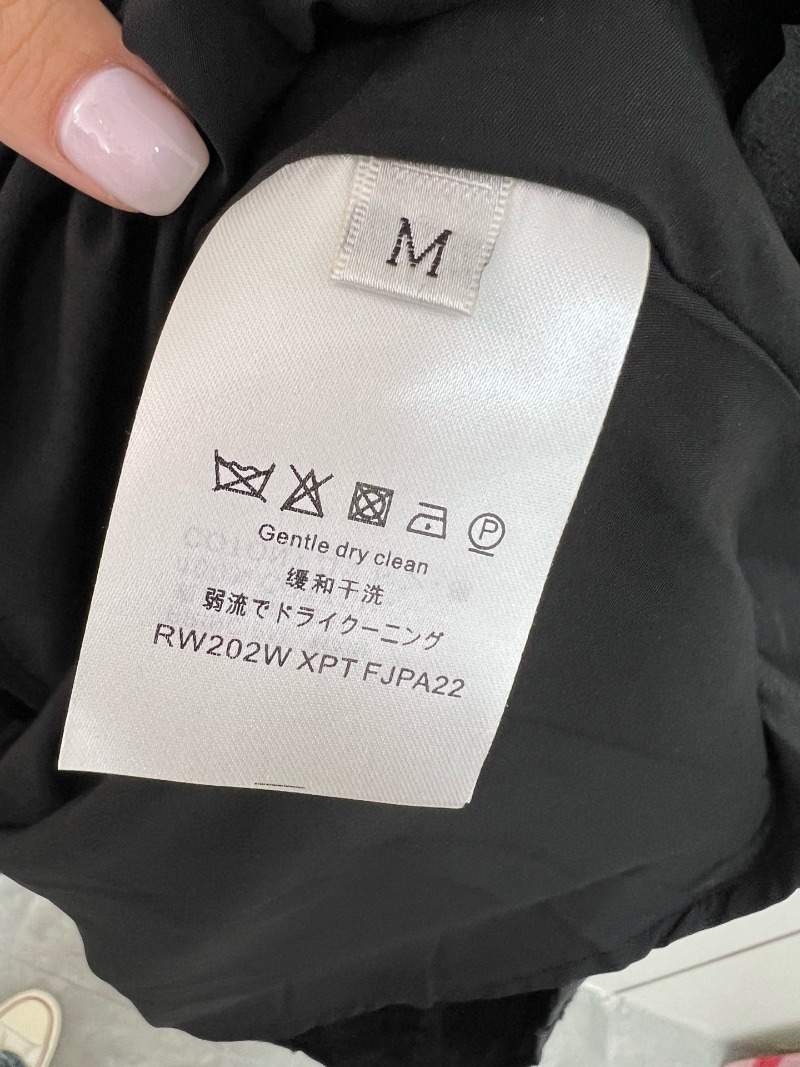 M
P
Gentle dry clean
缓和干洗
弱流でドライクーニング
RW202W XPT FJPA22